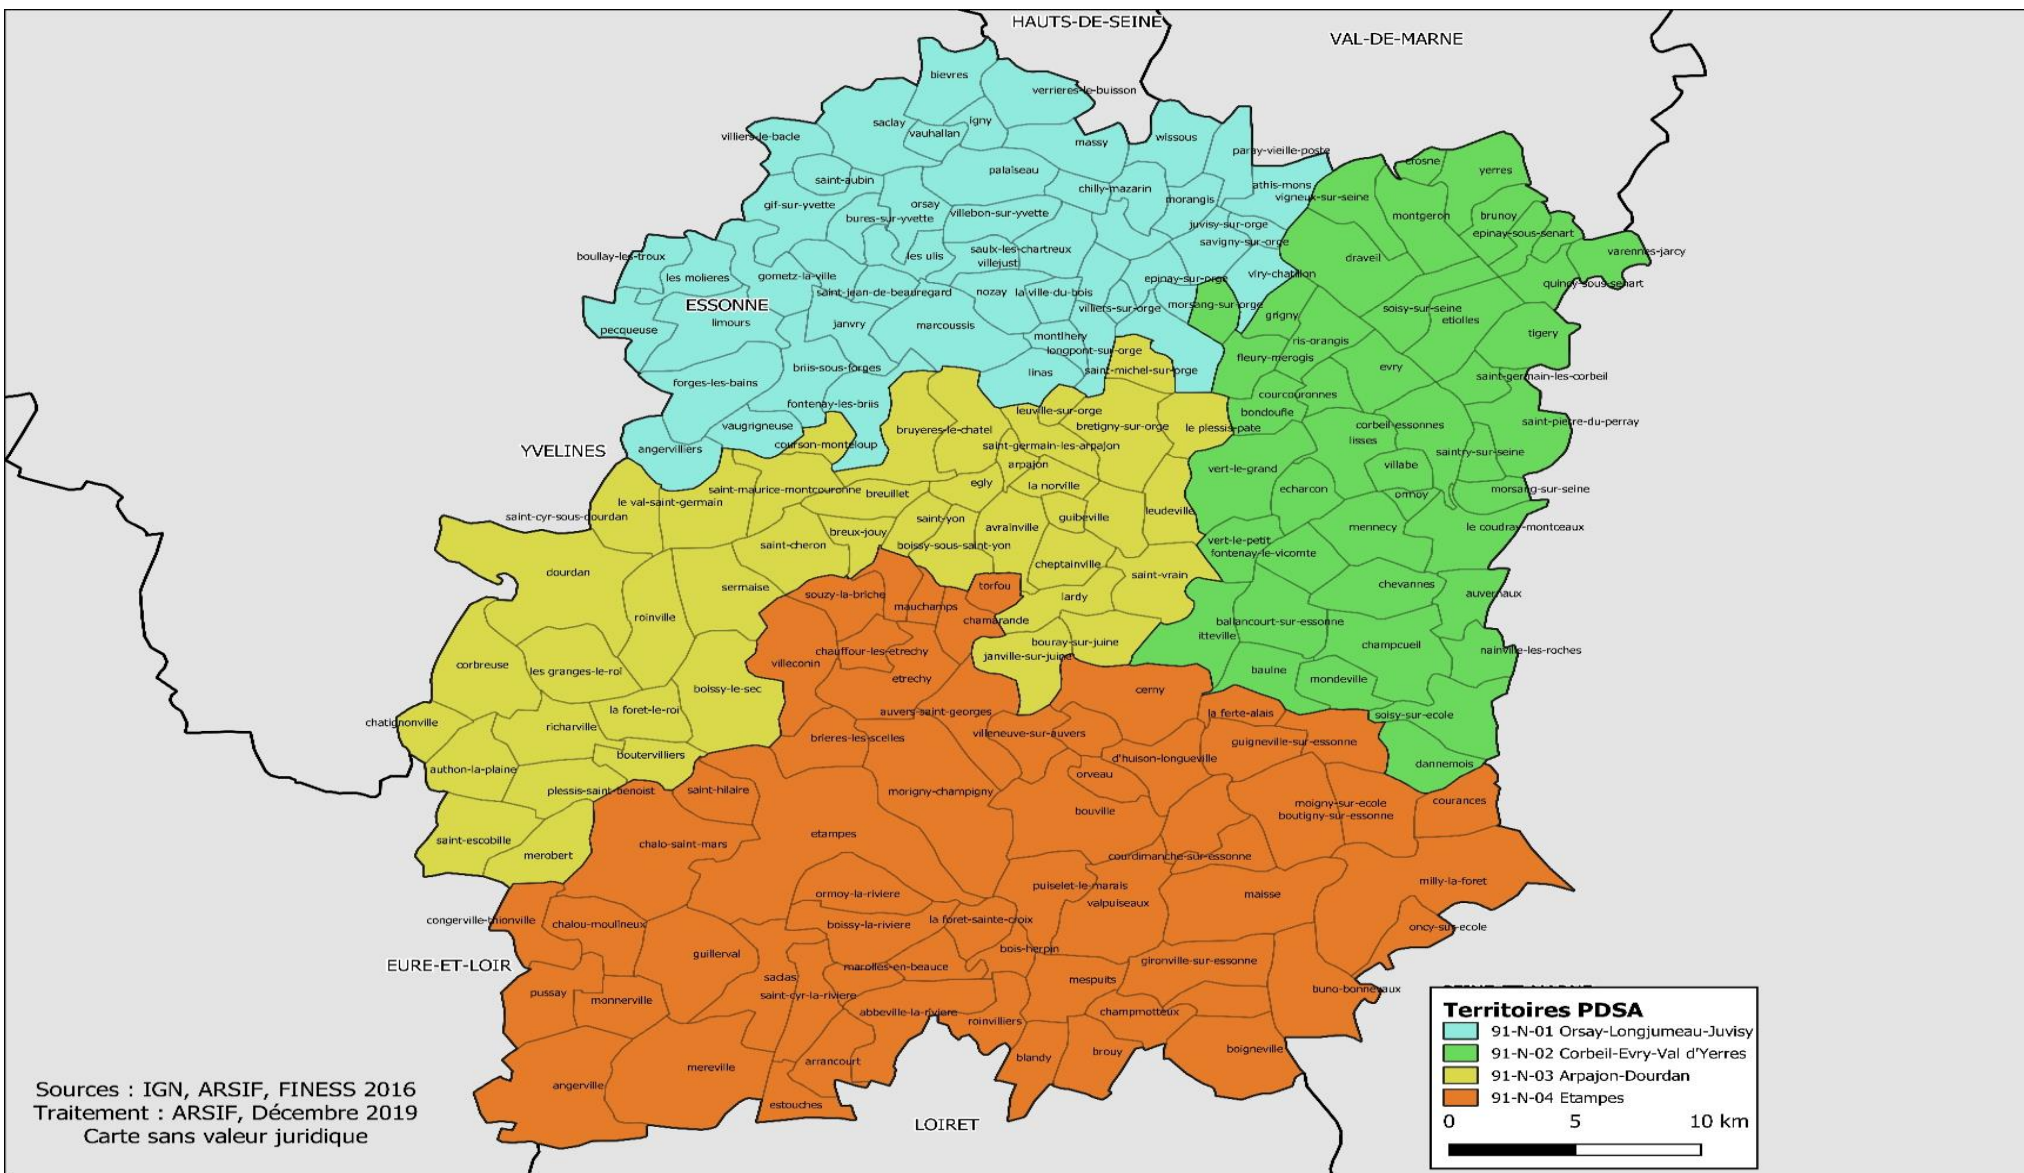 HAUTS-DE-SEINE
VAL-DE-MARNE
bievres
verrieres-le-buisson
igny
saclay
vauhallan
villiers-le-bacle
massy
wissous
paray-vieille-poste
crosne
yerres
palaiseau
saint-aubin
chilly-mazarin
athis-mons
vigneux-sur-seine
morangis
gif-sur-yvette
orsay
bures-sur-yvette
villebon-sur-yvette
montgeron
brunoy
epinay-sous-senart
juvisy-sur-orge
savigny-sur-orge
varennes-jarcy
boullay-les-troux
les ulis
saulx-les-chartreux
villejust
draveil
les molieres
gometz-la-ville
epinay-sur-orge
viry-chatillon
quincy-sous-senart
saint-jean-de-beauregard
nozay
la-ville-du-bois
ESSONNE
villiers-sur-orge
morsang-sur-orge
grigny
soisy-sur-seine
etiolles
pecqueuse
limours
janvry
marcoussis
montlhery
ris-orangis
tigery
longpont-sur-orge
fleury-merogis
briis-sous-forges
linas
saint-michel-sur-orge
evry
saint-germain-les-corbeil
forges-les-bains
courcouronnes
fontenay-les-briis
leuville-sur-orge
bondoufle
vaugrigneuse
bruyeres-le-chatel
bretigny-sur-orge
le plessis-pate
corbeil-essonnes
saint-pierre-du-perray
courson-monteloup
saint-germain-les-arpajon
lisses
YVELINES
angervilliers
arpajon
vert-le-grand
villabe
saintry-sur-seine
saint-maurice-montcouronne
breuillet
egly
la norville
echarcon
ormoy
morsang-sur-seine
le val-saint-germain
saint-cyr-sous-dourdan
saint-yon
avrainville
guibeville
leudeville
mennecy
le coudray-montceaux
breux-jouy
saint-cheron
boissy-sous-saint-yon
vert-le-petit
fontenay-le-vicomte
dourdan
cheptainville
saint-vrain
sermaise
torfou
chevannes
auvernaux
souzy-la-briche
mauchamps
lardy
roinville
chamarande
ballancourt-sur-essonne
itteville
bouray-sur-juine
champcueil
nainville-les-roches
chauffour-les-etrechy
janville-sur-juine
corbreuse
les granges-le-roi
villeconin
etrechy
baulne
mondeville
boissy-le-sec
cerny
la foret-le-roi
auvers-saint-georges
la ferte-alais
soisy-sur-ecole
chatignonville
richarville
brieres-les-scelles
villeneuve-sur-auvers
guigneville-sur-essonne
boutervilliers
d'huison-longueville
dannemois
authon-la-plaine
orveau
plessis-saint-benoist
saint-hilaire
morigny-champigny
moigny-sur-ecole
courances
bouville
boutigny-sur-essonne
etampes
saint-escobille
chalo-saint-mars
merobert
courdimanche-sur-essonne
milly-la-foret
puiselet-le-marais
ormoy-la-riviere
maisse
valpuiseaux
congerville-thionville
chalou-moulineux
boissy-la-riviere
la foret-sainte-croix
oncy-sur-ecole
guillerval
bois-herpin
EURE-ET-LOIR
marolles-en-beauce
gironville-sur-essonne
saclas
mespuits
pussay
monnerville
saint-cyr-la-riviere
buno-bonnevaux
abbeville-la-riviere
roinvilliers
champmotteux
blandy
brouy
boigneville
arrancourt
mereville
angerville
estouches
LOIRET
Sources : IGN, ARSIF, FINESS 2016
Traitement : ARSIF, Décembre 2019
Carte sans valeur juridique
Territoires PDSA
91-N-01 Orsay-Longjumeau-Juvisy
91-N-02 Corbeil-Evry-Val d'Yerres
91-N-03 Arpajon-Dourdan
91-N-04 Etampes
0 5 10 km